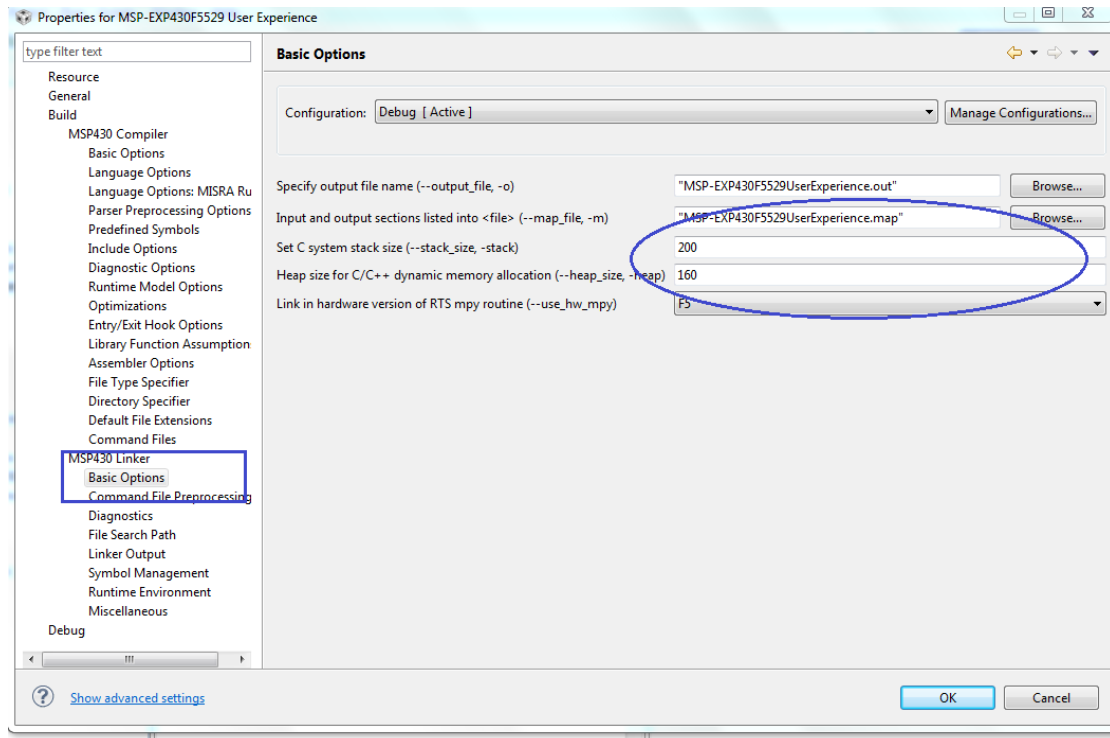 Properties for MSP-EXP430F5529 User Experience
type filter text
Resource
General
Build
MSP430 Compiler
Basic Options
Language Options
Language Options: MISRA Ru
Parser Preprocessing Options
Predefined Symbols
Include Options
Diagnostic Options
Runtime Model Options
Optimizations
Entry/Exit Hook Options
Library Function Assumption
Assembler Options
File Type Specifier
Directory Specifier
Default File Extensions
Command Files
MSP430 Linker
Basic Options
Command File Preprocessing
Diagnostics
File Search Path
Linker Output
Symbol Management
Runtime Environment
Miscellaneous
Debug
Basic Options
Configuration: Debug [ Active ] Manage Configurations...
Specify output file name (--output_file, -o) "MSP-EXP430F5529UserExperience.out" Browse...
Input and output sections listed into <file> (--map_file, -m) "MSP-EXP430F5529UserExperience.map" Browse...
Set C system stack size (--stack_size, -stack) 200
Heap size for C/C++ dynamic memory allocation (--heap_size, -heap) 160
Link in hardware version of RTS mpy routine (--use_hw_mpy) F5
Show advanced settings
OK Cancel